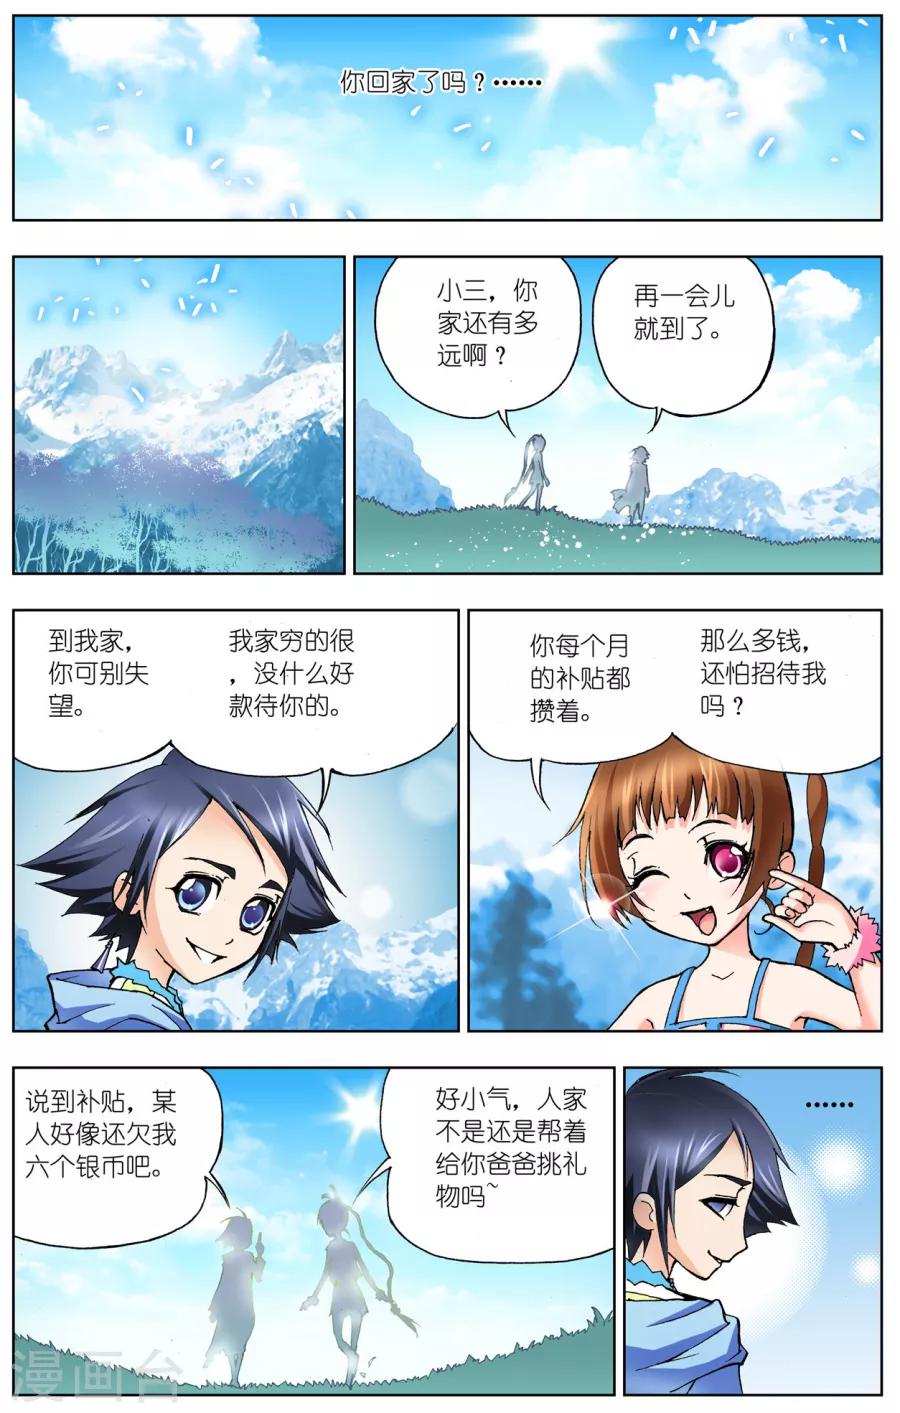 你回家了吗？……
小三，你
家还有多
远啊？
再一会儿
就到了。
到我家，
你可别失
望。
我家穷的很
，没什么好
款待你的。
你每个月
的补贴都
攒着。
那么多钱，
还怕招待我
吗？
说到补贴，某
人好像还欠我
六个银币吧。
好小气，人家
不是还是帮着
给你爸爸挑礼
物吗~
……
漫画台